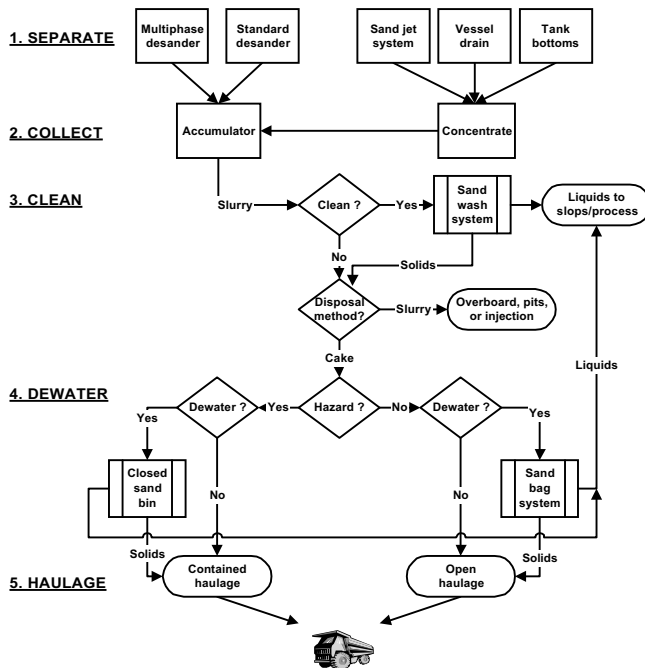 1. SEPARATE
Multiphase
desander
Standard
desander
Sand jet
system
Vessel
drain
Tank
bottoms
2. COLLECT
Accumulator
Concentrate
3. CLEAN
Slurry
Clean ?
Yes
Sand
wash
system
Liquids to
slops/process
No
Solids
Disposal
method?
Slurry
Overboard, pits,
or injection
Cake
Liquids
4. DEWATER
Dewater ?
Yes
Hazard ?
No
Dewater ?
Yes
Yes
Closed
sand
bin
No
No
Sand
bag
system
Solids
Solids
5. HAULAGE
Contained
haulage
Open
haulage